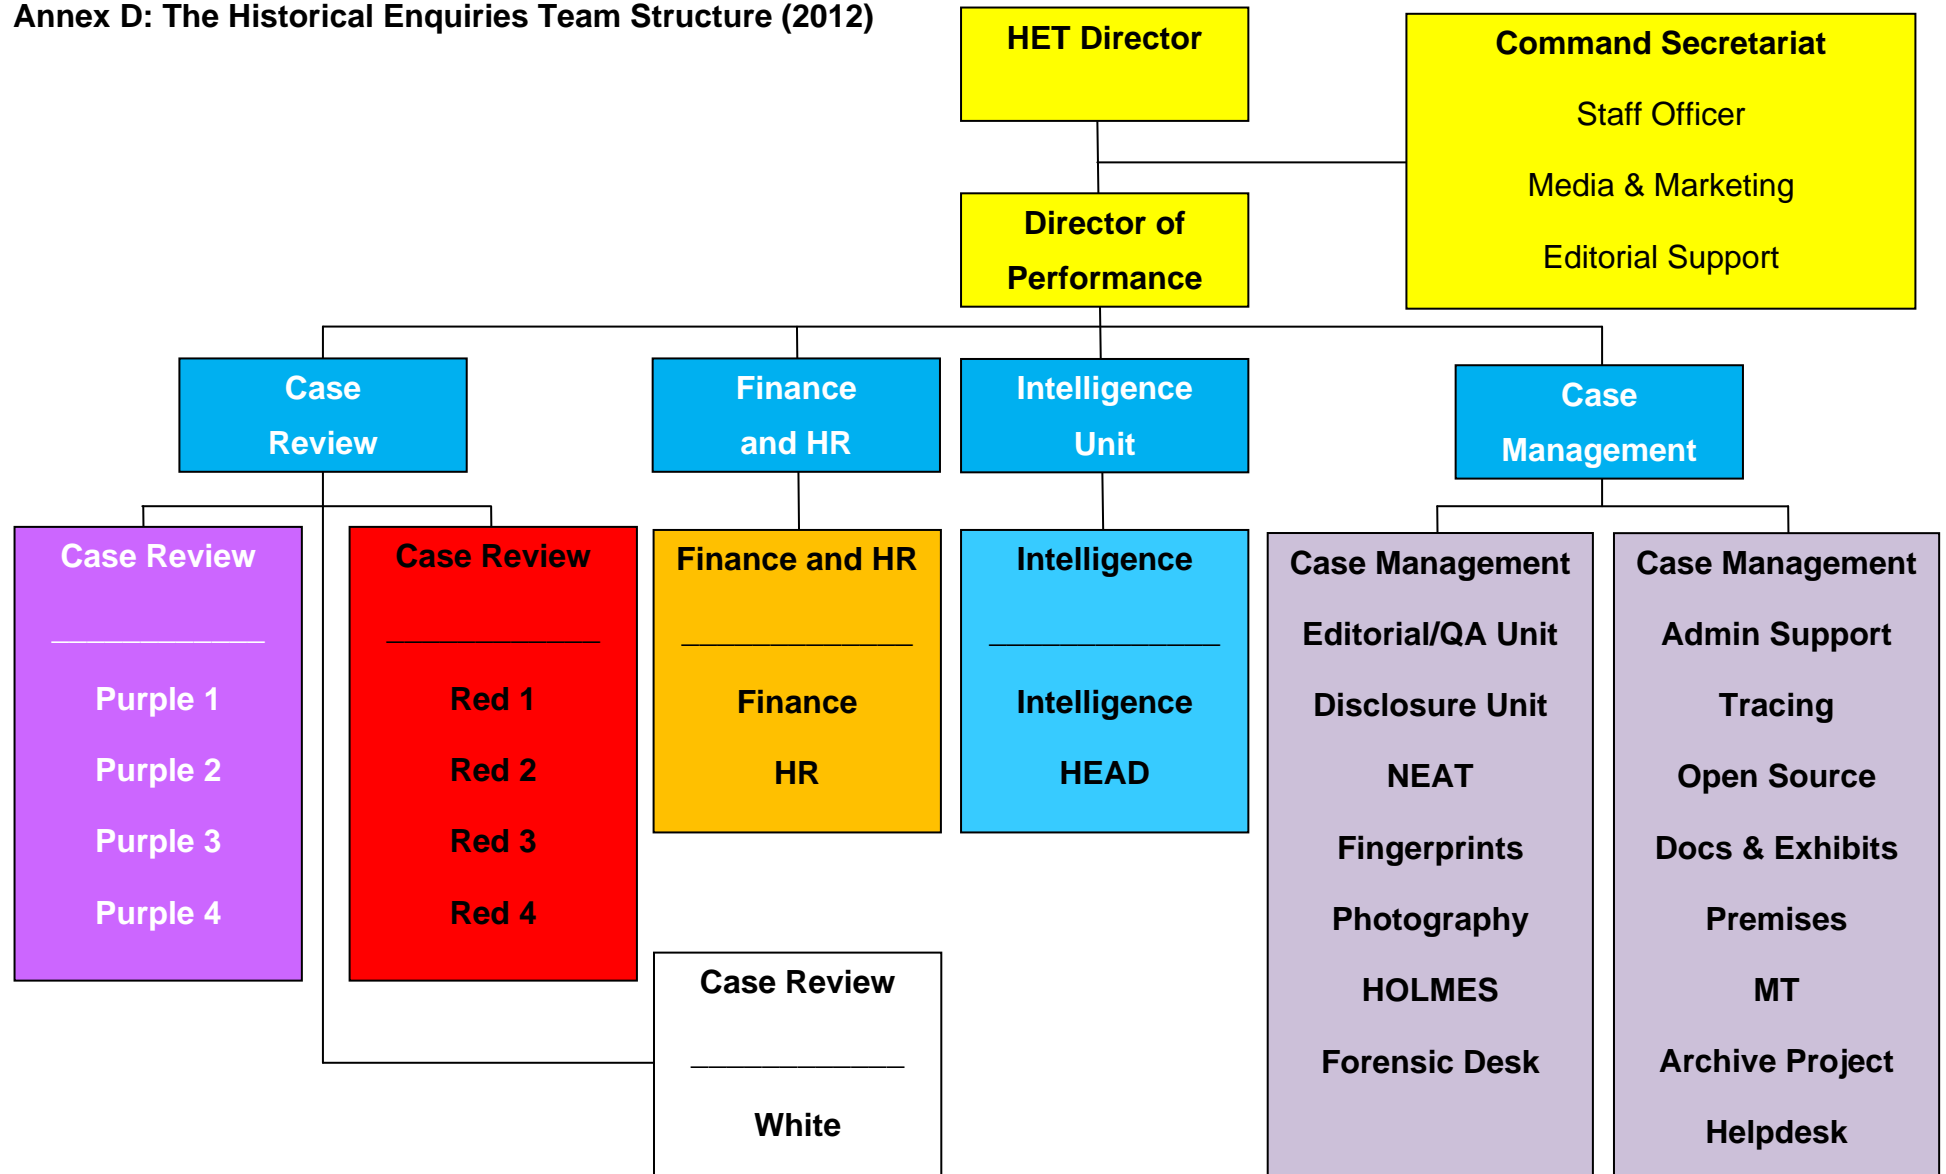 Annex D: The Historical Enquiries Team Structure (2012)
HET Director
Command Secretariat
Staff Officer
Media & Marketing
Editorial Support
Director of
Performance
Case
Review
Finance
and HR
Intelligence
Unit
Case
Management
Case Review
Purple 1
Purple 2
Purple 3
Purple 4
Case Review
Red 1
Red 2
Red 3
Red 4
Case Review
White
Finance and HR
Finance
HR
Intelligence
Intelligence
HEAD
Case Management
Editorial/QA Unit
Disclosure Unit
NEAT
Fingerprints
Photography
HOLMES
Forensic Desk
Case Management
Admin Support
Tracing
Open Source
Docs & Exhibits
Premises
MT
Archive Project
Helpdesk